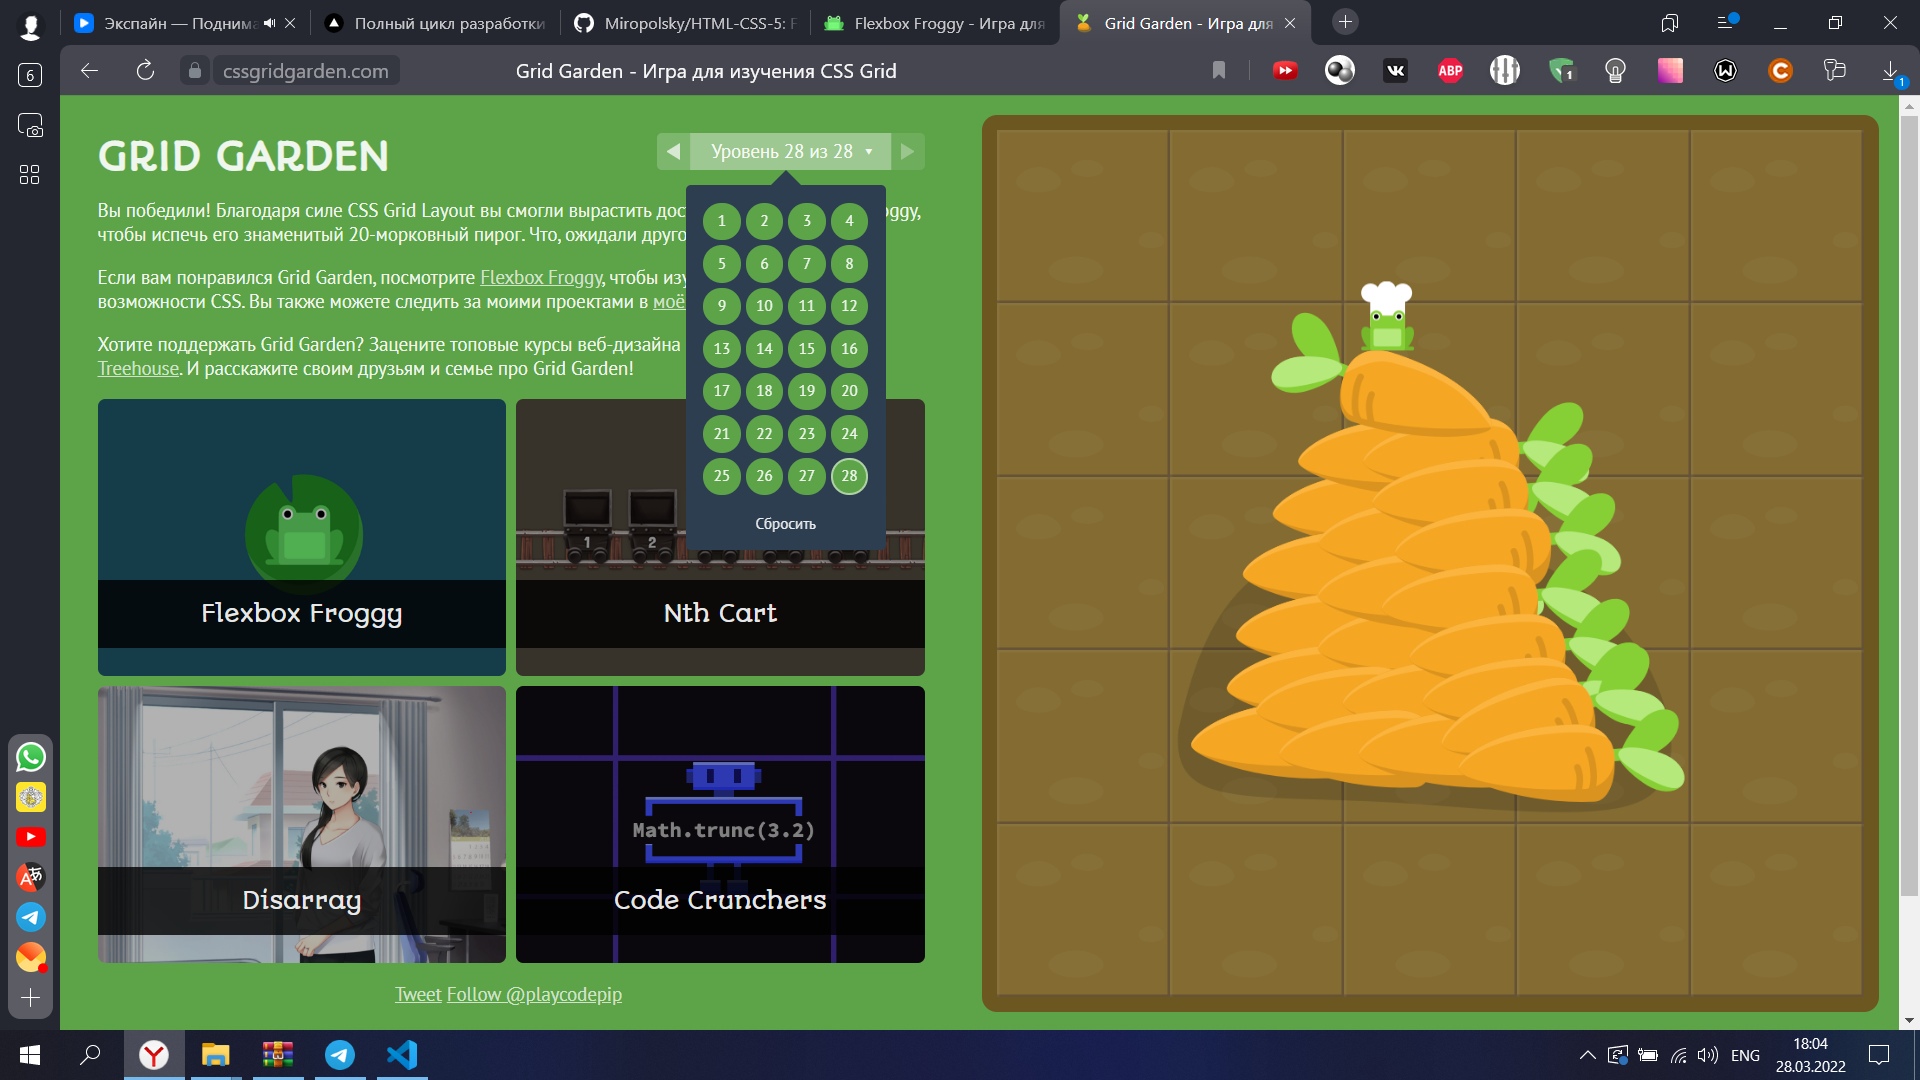 Экспайн — Поднима
Полный цикл разработки
Miropolsky/HTML-CSS-5: F
Flexbox Froggy - Игра для
Grid Garden - Игра для
6
cssgridgarden.com
Grid Garden - Игра для изучения CSS Grid
ABP
1
1
GRID GARDEN
Уровень 28 из 28
Вы победили! Благодаря силе CSS Grid Layout вы смогли вырастить дос oggy,
чтобы испечь его знаменитый 20-морковный пирог. Что, ожидали друго
Если вам понравился Grid Garden, посмотрите Flexbox Froggy, чтобы изу
возможности CSS. Вы также можете следить за моими проектами в моё
Хотите поддержать Grid Garden? Зацените топовые курсы веб-дизайна
Treehouse. И расскажите своим друзьям и семье про Grid Garden!
1 2 3 4
5 6 7 8
9 10 11 12
13 14 15 16
17 18 19 20
21 22 23 24
25 26 27 28
Сбросить
1 2
Flexbox Froggy
Nth Cart
Math.trunc(3.2)
Disarray
Code Crunchers
Tweet Follow @playcodepip
ENG
18:04
28.03.2022